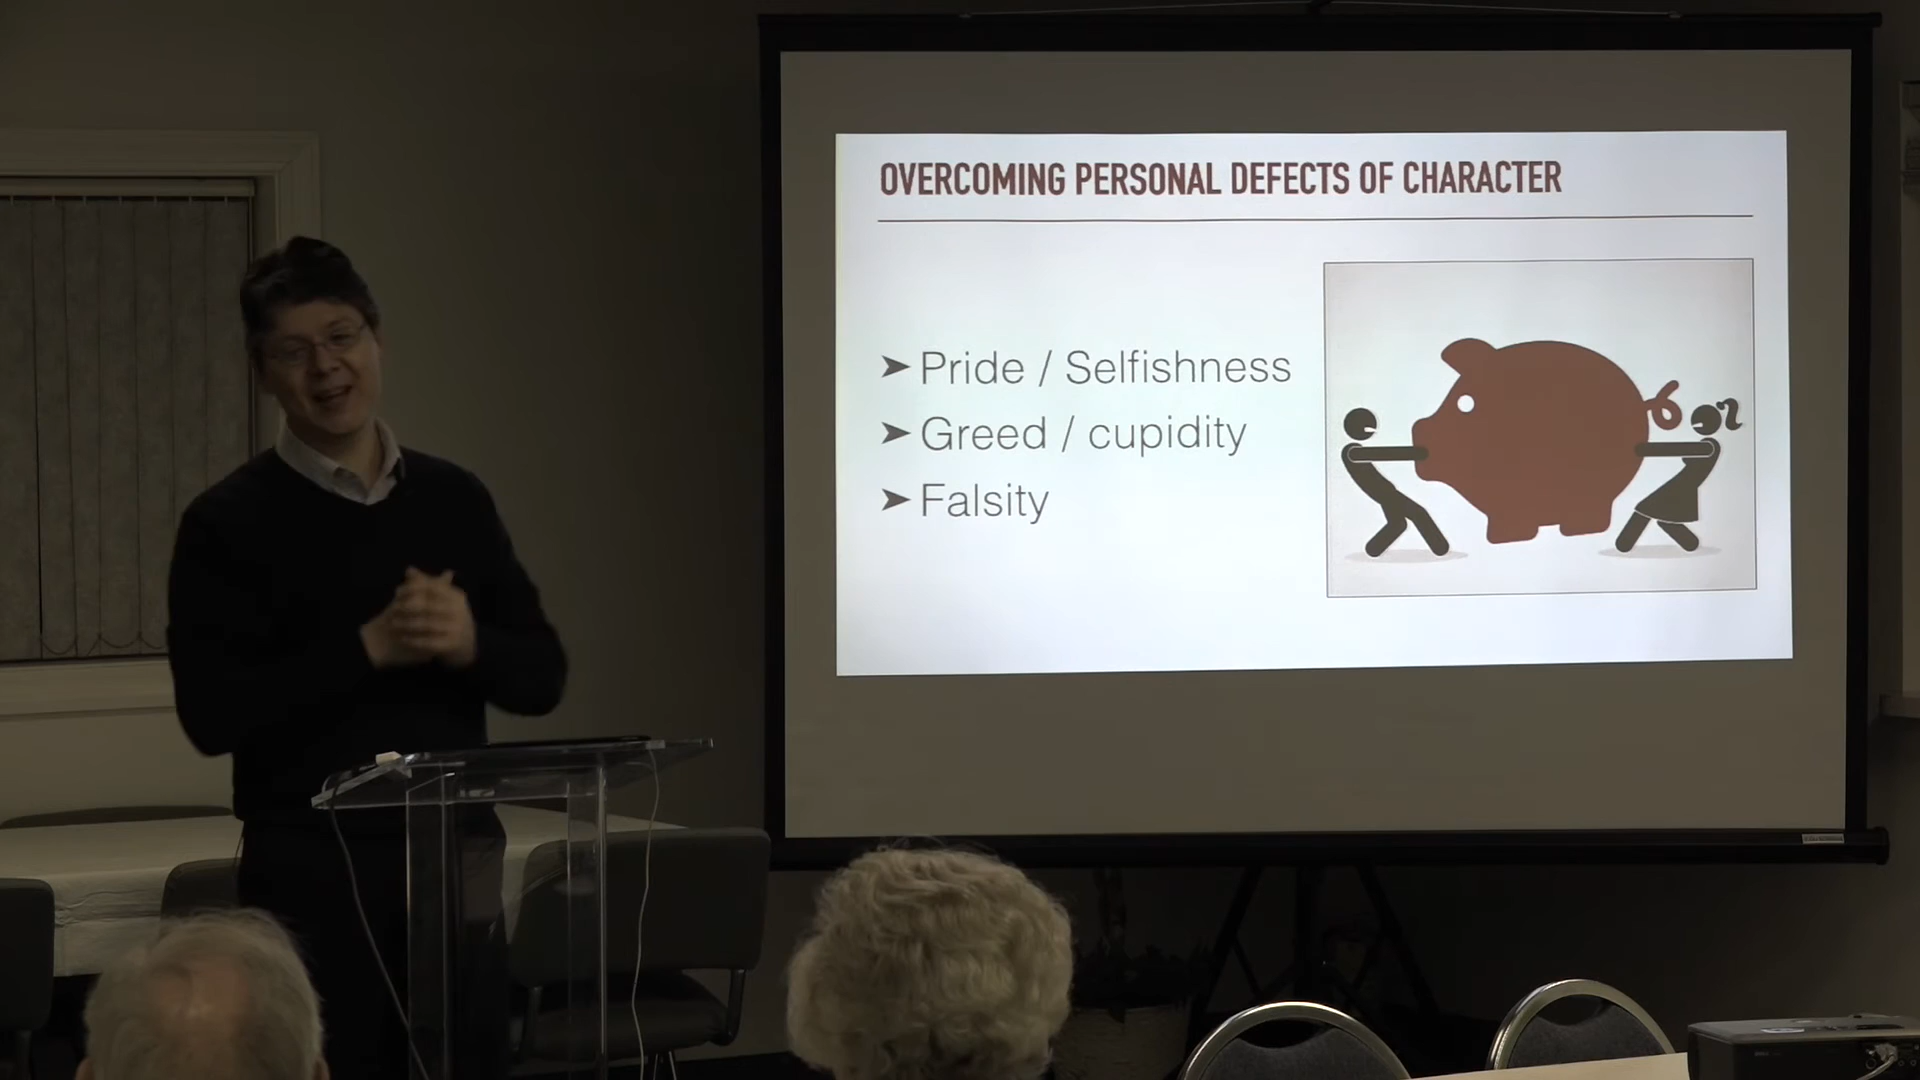 OVERCOMING PERSONAL DEFECTS OF CHARACTER
➤ Pride / Selfishness
➤ Greed / cupidity
➤ Falsity